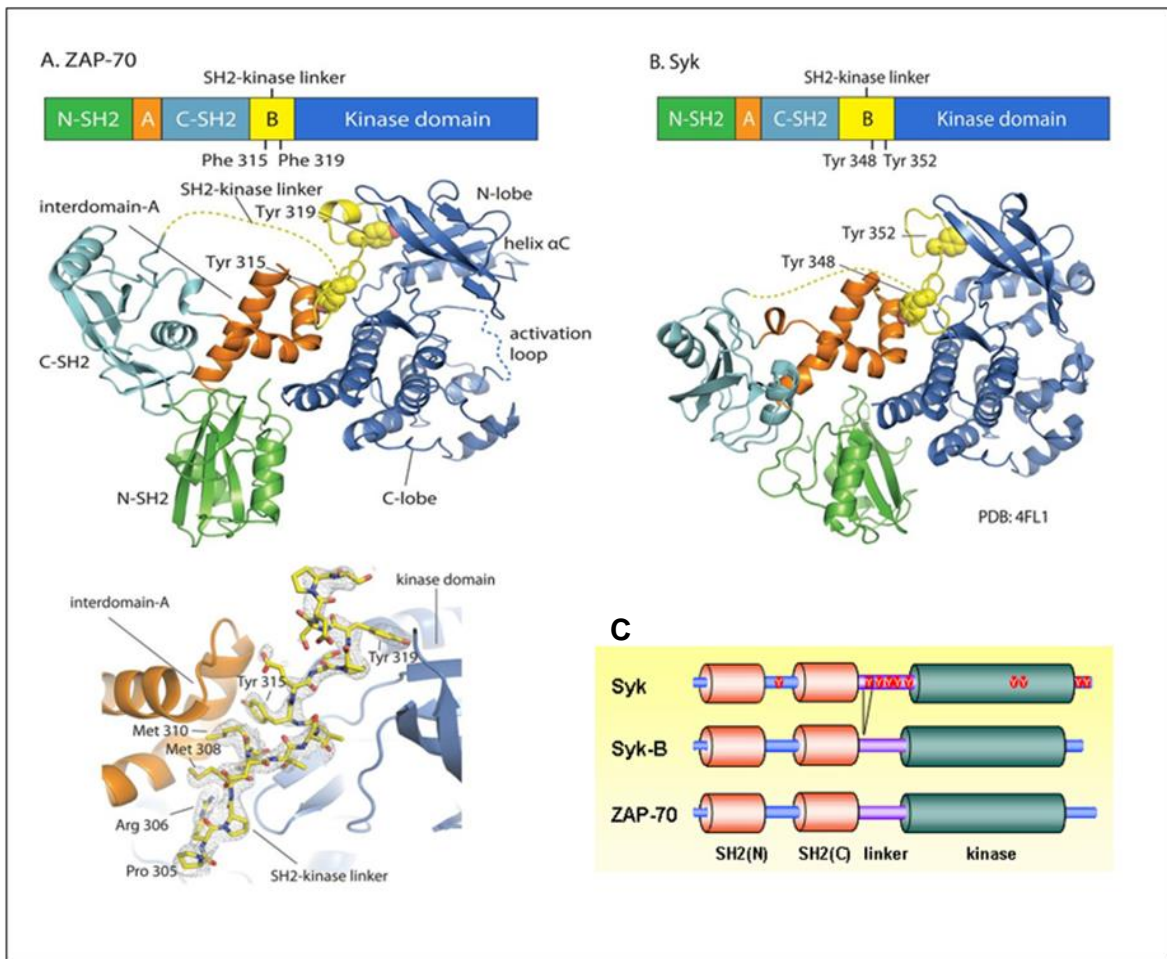 A. ZAP-70
SH2-kinase linker
N-SH2 A C-SH2 B Kinase domain
Phe 315 Phe 319
SH2-kinase linker
N-lobe
interdomain-A
Tyr 319
helix αC
Tyr 315
activation
loop
C-SH2
N-SH2
C-lobe
B. Syk
SH2-kinase linker
N-SH2 A C-SH2 B Kinase domain
Tyr 348 Tyr 352
Tyr 352
Tyr 348
PDB: 4FL1
interdomain-A
kinase domain
Tyr 315
Tyr 319
Met 310
Met 308
Arg 306
Pro 305
SH2-kinase linker
C
Syk Y YYYY YY YY
Syk-B
ZAP-70
SH2(N) SH2(C) linker kinase